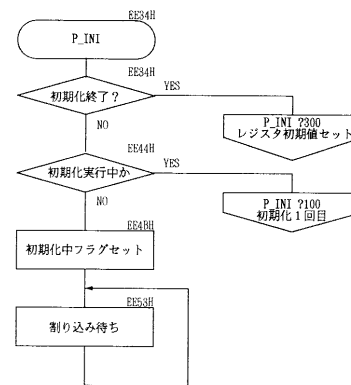 EE34H
P_INI
EE34H
初期化終了?
YES
P_INI ?300
レジスタ初期値セット
NO
EE44H
初期化実行中か
YES
P_INI ?100
初期化1回目
NO
EE4BH
初期化中フラグセット
EE53H
割り込み待ち